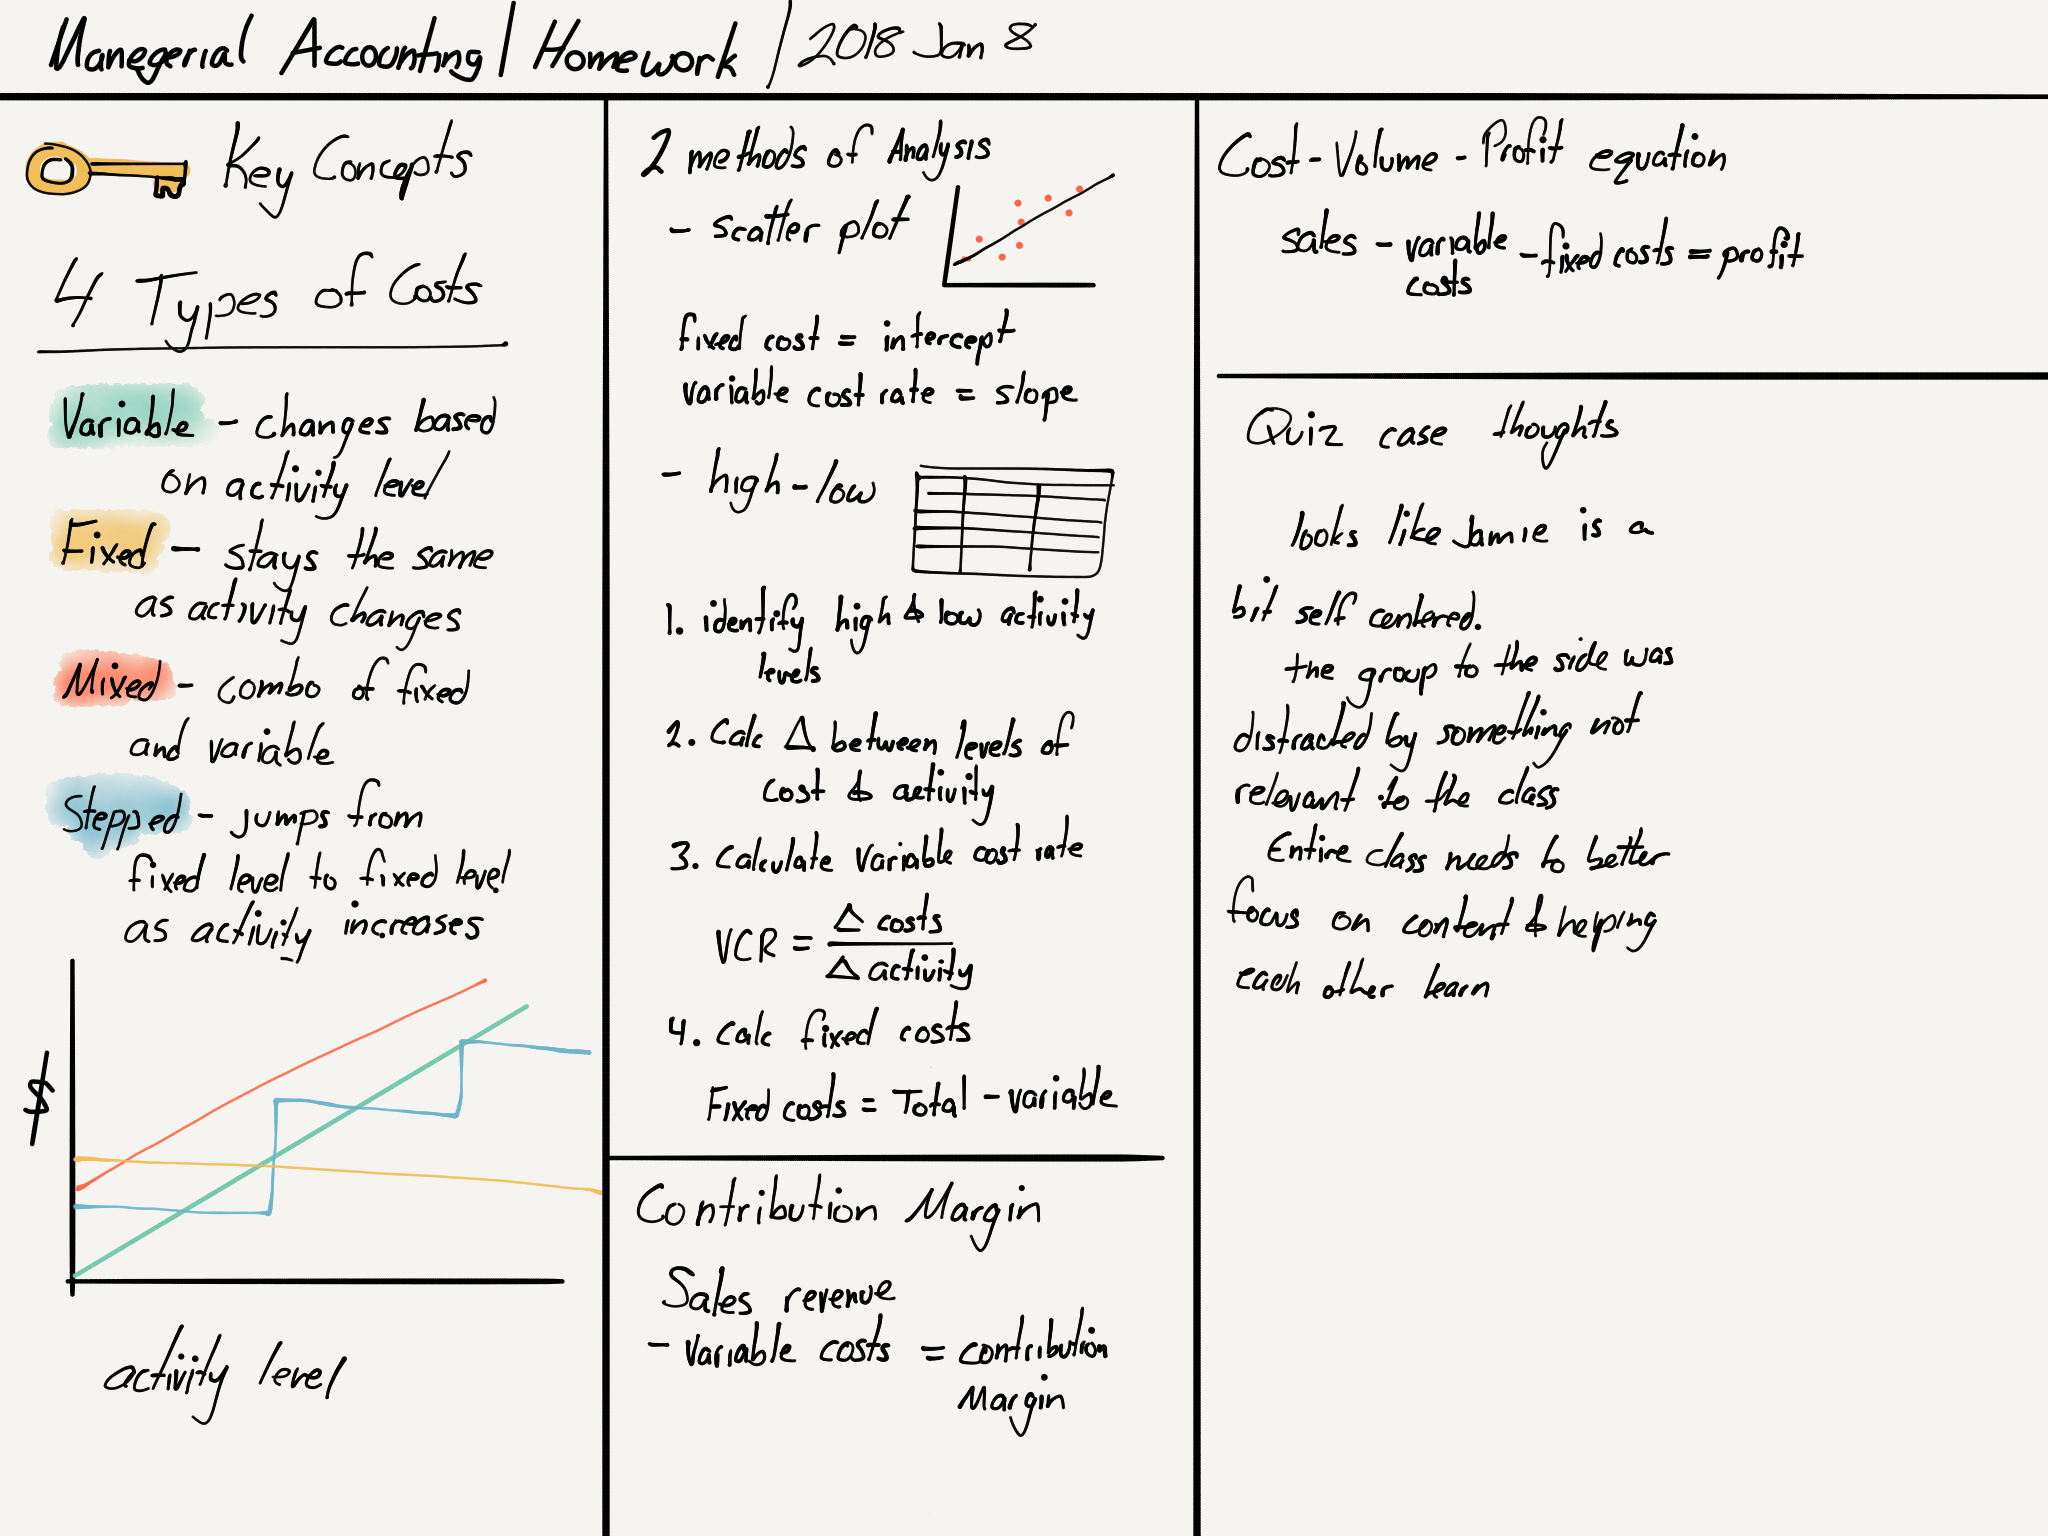 Manegerial Accounting | Homework | 2018 Jan 8
Key Concepts
4 Types of Costs
Variable - changes based
on activity level
Fixed - stays the same
as activity changes
Mixed - combo of fixed
and variable
Stepped - jumps from
fixed level to fixed level
as activity increases
$
activity level
2 methods of Analysis
- scatter plot
fixed cost = intercept
variable cost rate = slope
- high-low
1. identify high & low activity
levels
2. Calc Δ between levels of
cost & activity
3. Calculate variable cost rate
VCR = Δ costs
Δ activity
4. Calc fixed costs
Fixed costs = Total - variable
Contribution Margin
Sales revenue
- variable costs = contribution
Margin
Cost-Volume-Profit equation
sales - variable - fixed costs = profit
costs
Quiz case thoughts
looks like Jamie is a
bit self centered.
the group to the side was
distracted by something not
relevant to the class
Entire class needs to better
focus on content & helping
each other learn